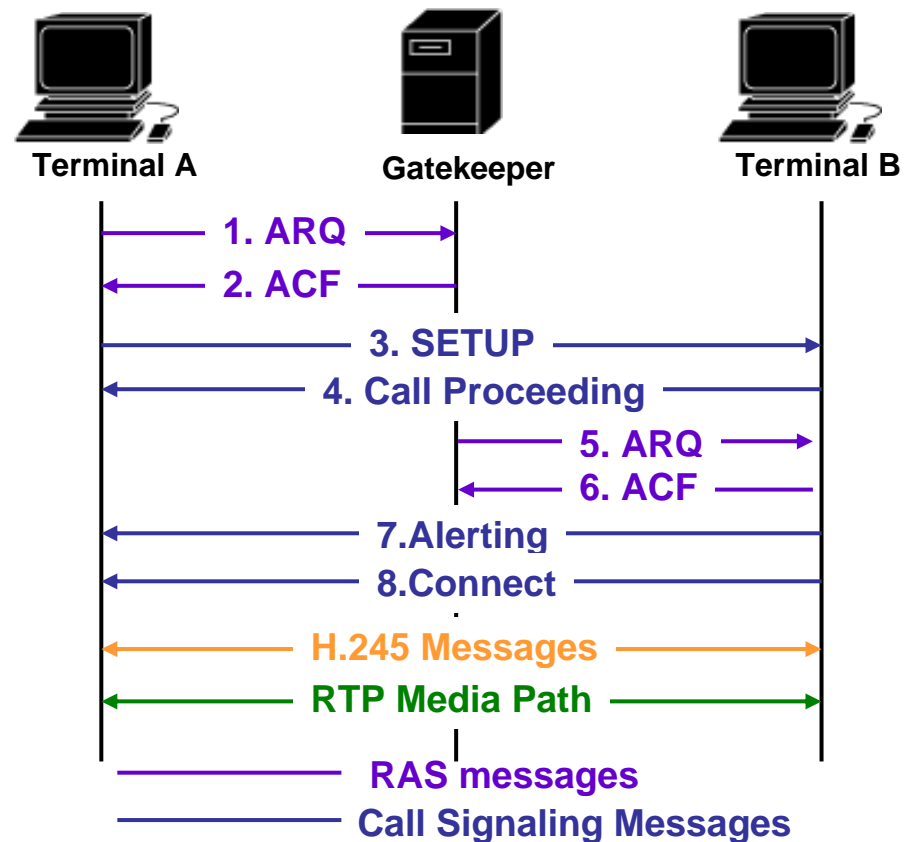 Terminal A
Gatekeeper
Terminal B
1. ARQ
2. ACF
3. SETUP
4. Call Proceeding
5. ARQ
6. ACF
7.Alerting
8.Connect
H.245 Messages
RTP Media Path
RAS messages
Call Signaling Messages